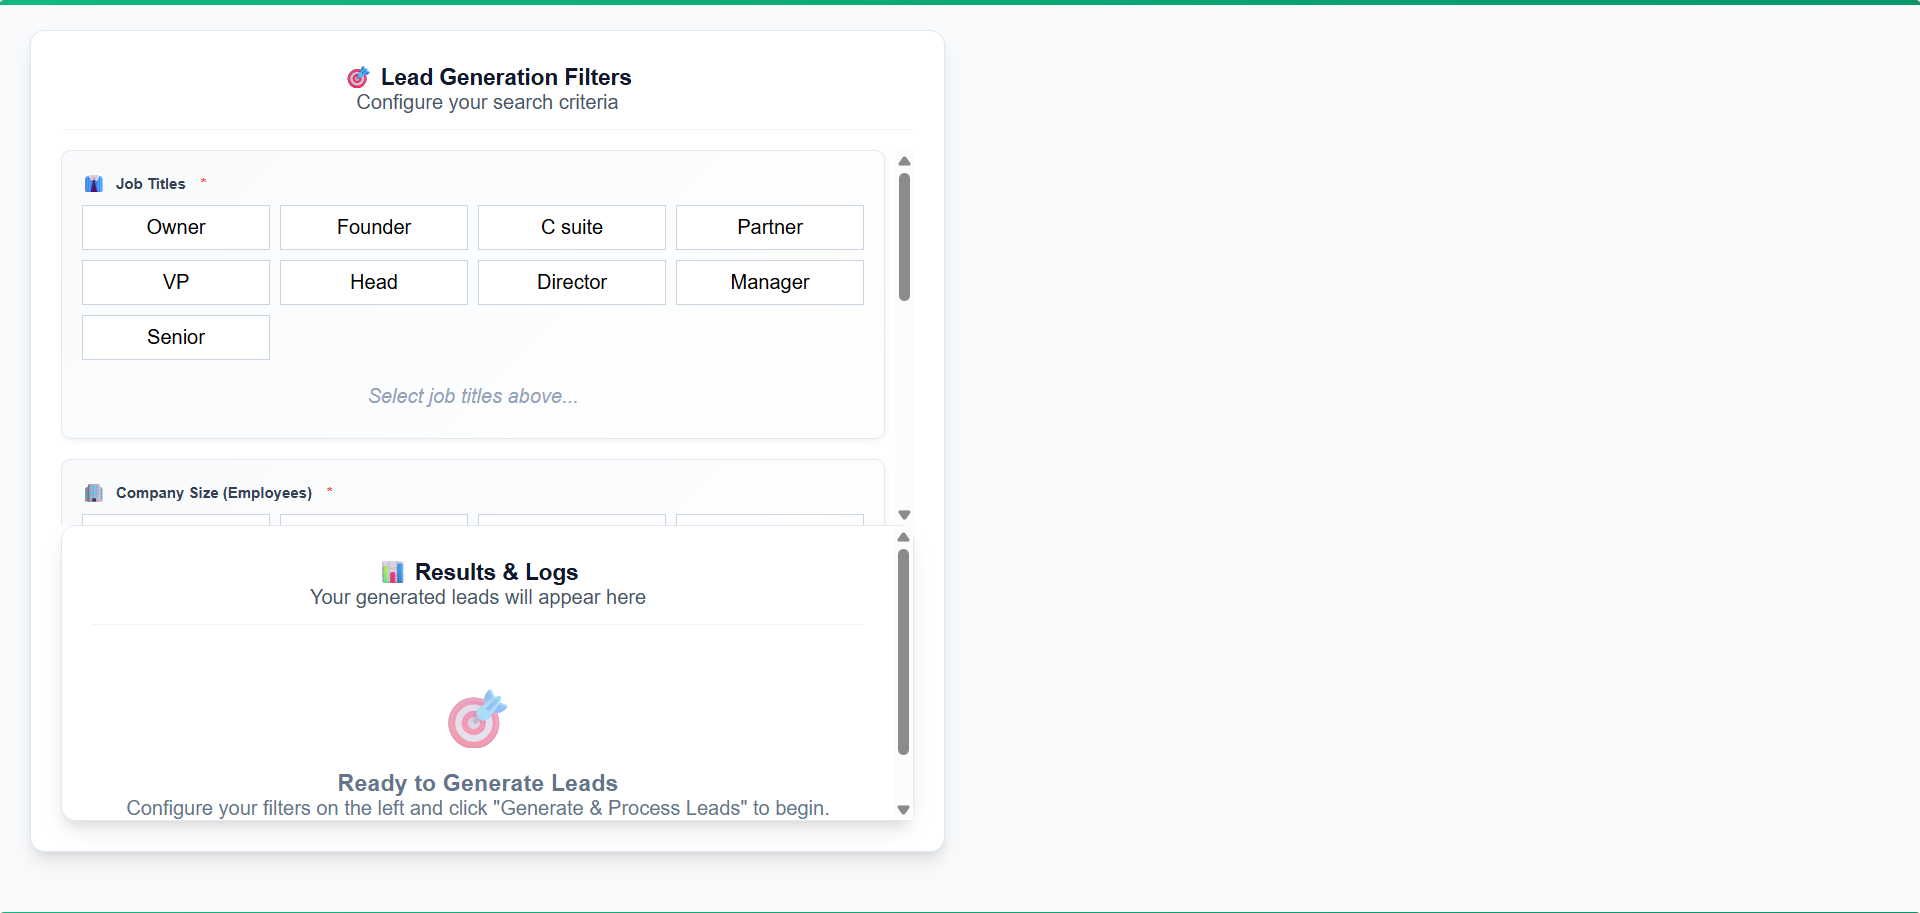 Lead Generation Filters
Configure your search criteria
Job Titles *
Owner
Founder
C suite
Partner
VP
Head
Director
Manager
Senior
Select job titles above...
Company Size (Employees) *
Results & Logs
Your generated leads will appear here
Ready to Generate Leads
Configure your filters on the left and click "Generate & Process Leads" to begin.